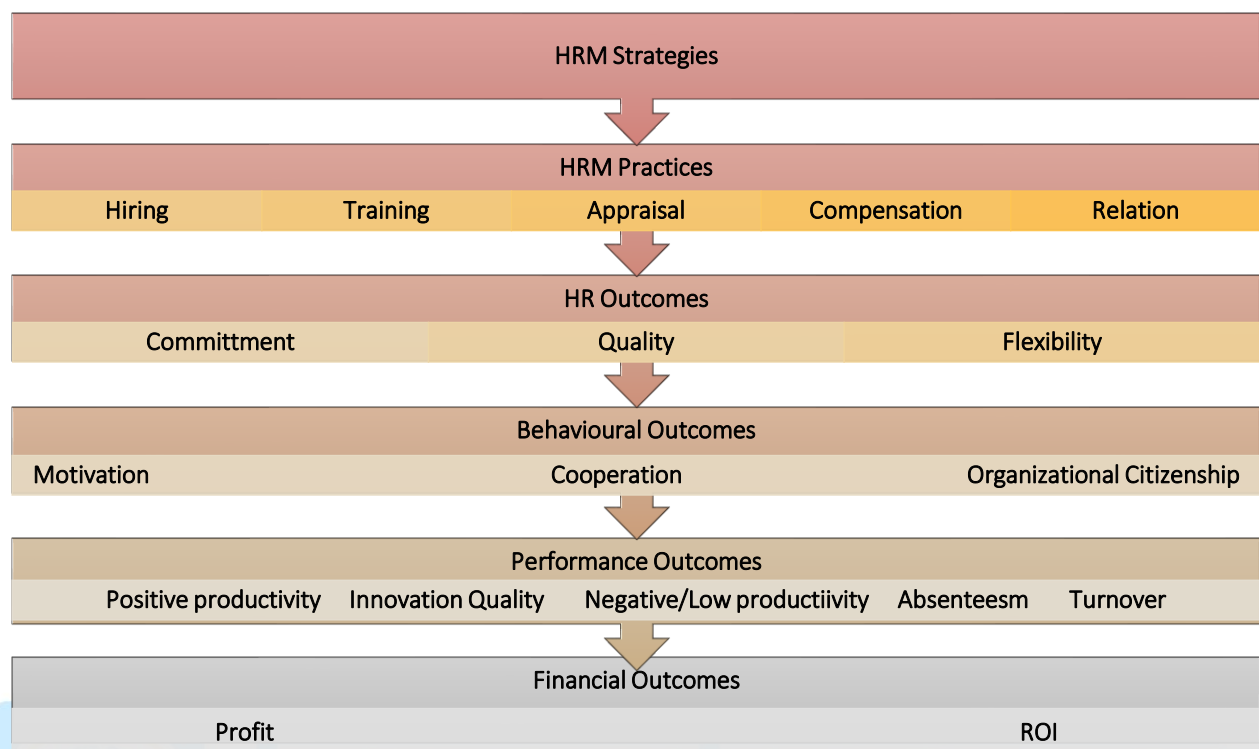 HRM Strategies
HRM Practices
Hiring Training Appraisal Compensation Relation
HR Outcomes
Committment Quality Flexibility
Behavioural Outcomes
Motivation Cooperation Organizational Citizenship
Performance Outcomes
Positive productivity Innovation Quality Negative/Low productiivity Absenteesm Turnover
Financial Outcomes
Profit ROI